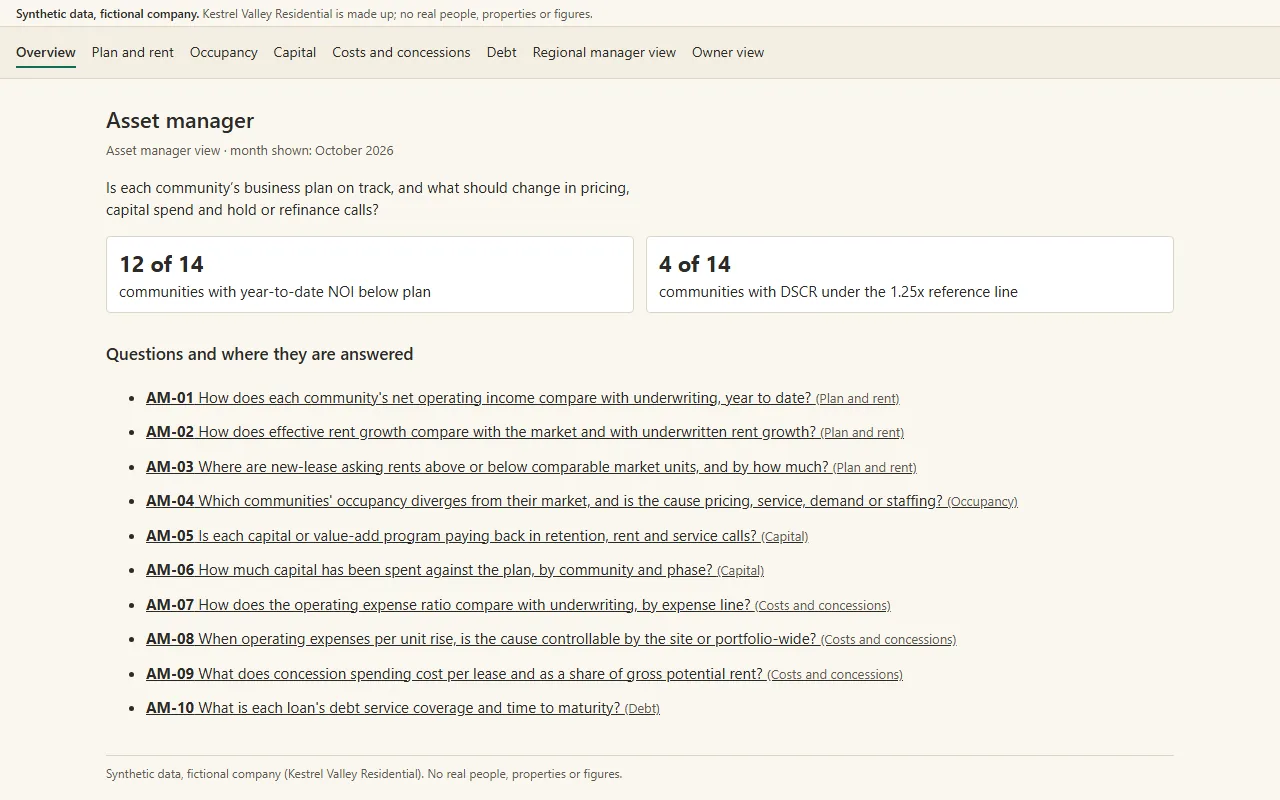 Synthetic data, fictional company. Kestrel Valley Residential is made up; no real people, properties or figures.
Overview Plan and rent Occupancy Capital Costs and concessions Debt Regional manager view Owner view
Asset manager
Asset manager view · month shown: October 2026
Is each community's business plan on track, and what should change in pricing,
capital spend and hold or refinance calls?
12 of 14
communities with year-to-date NOI below plan
4 of 14
communities with DSCR under the 1.25x reference line
Questions and where they are answered
• AM-01 How does each community's net operating income compare with underwriting, year to date? (Plan and rent)
• AM-02 How does effective rent growth compare with the market and with underwritten rent growth? (Plan and rent)
• AM-03 Where are new-lease asking rents above or below comparable market units, and by how much? (Plan and rent)
• AM-04 Which communities' occupancy diverges from their market, and is the cause pricing, service, demand or staffing? (Occupancy)
• AM-05 Is each capital or value-add program paying back in retention, rent and service calls? (Capital)
• AM-06 How much capital has been spent against the plan, by community and phase? (Capital)
• AM-07 How does the operating expense ratio compare with underwriting, by expense line? (Costs and concessions)
• AM-08 When operating expenses per unit rise, is the cause controllable by the site or portfolio-wide? (Costs and concessions)
• AM-09 What does concession spending cost per lease and as a share of gross potential rent? (Costs and concessions)
• AM-10 What is each loan's debt service coverage and time to maturity? (Debt)
Synthetic data, fictional company (Kestrel Valley Residential). No real people, properties or figures.